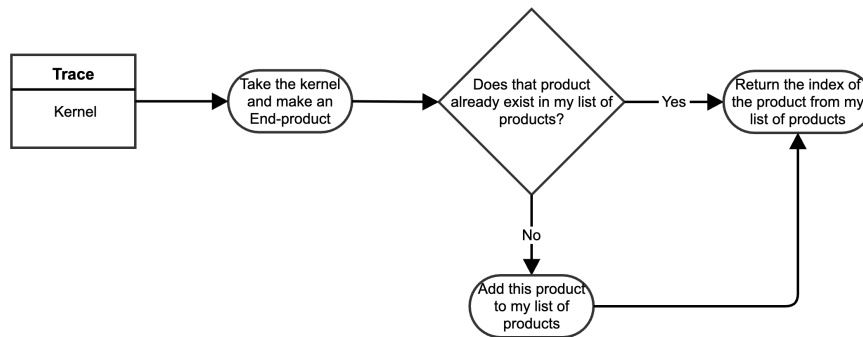 Trace
Kernel
Take the kernel
and make an
End-product
Does that product
already exist in my list of
products?
Yes
Return the index of
the product from my
list of products
No
Add this product
to my list of
products